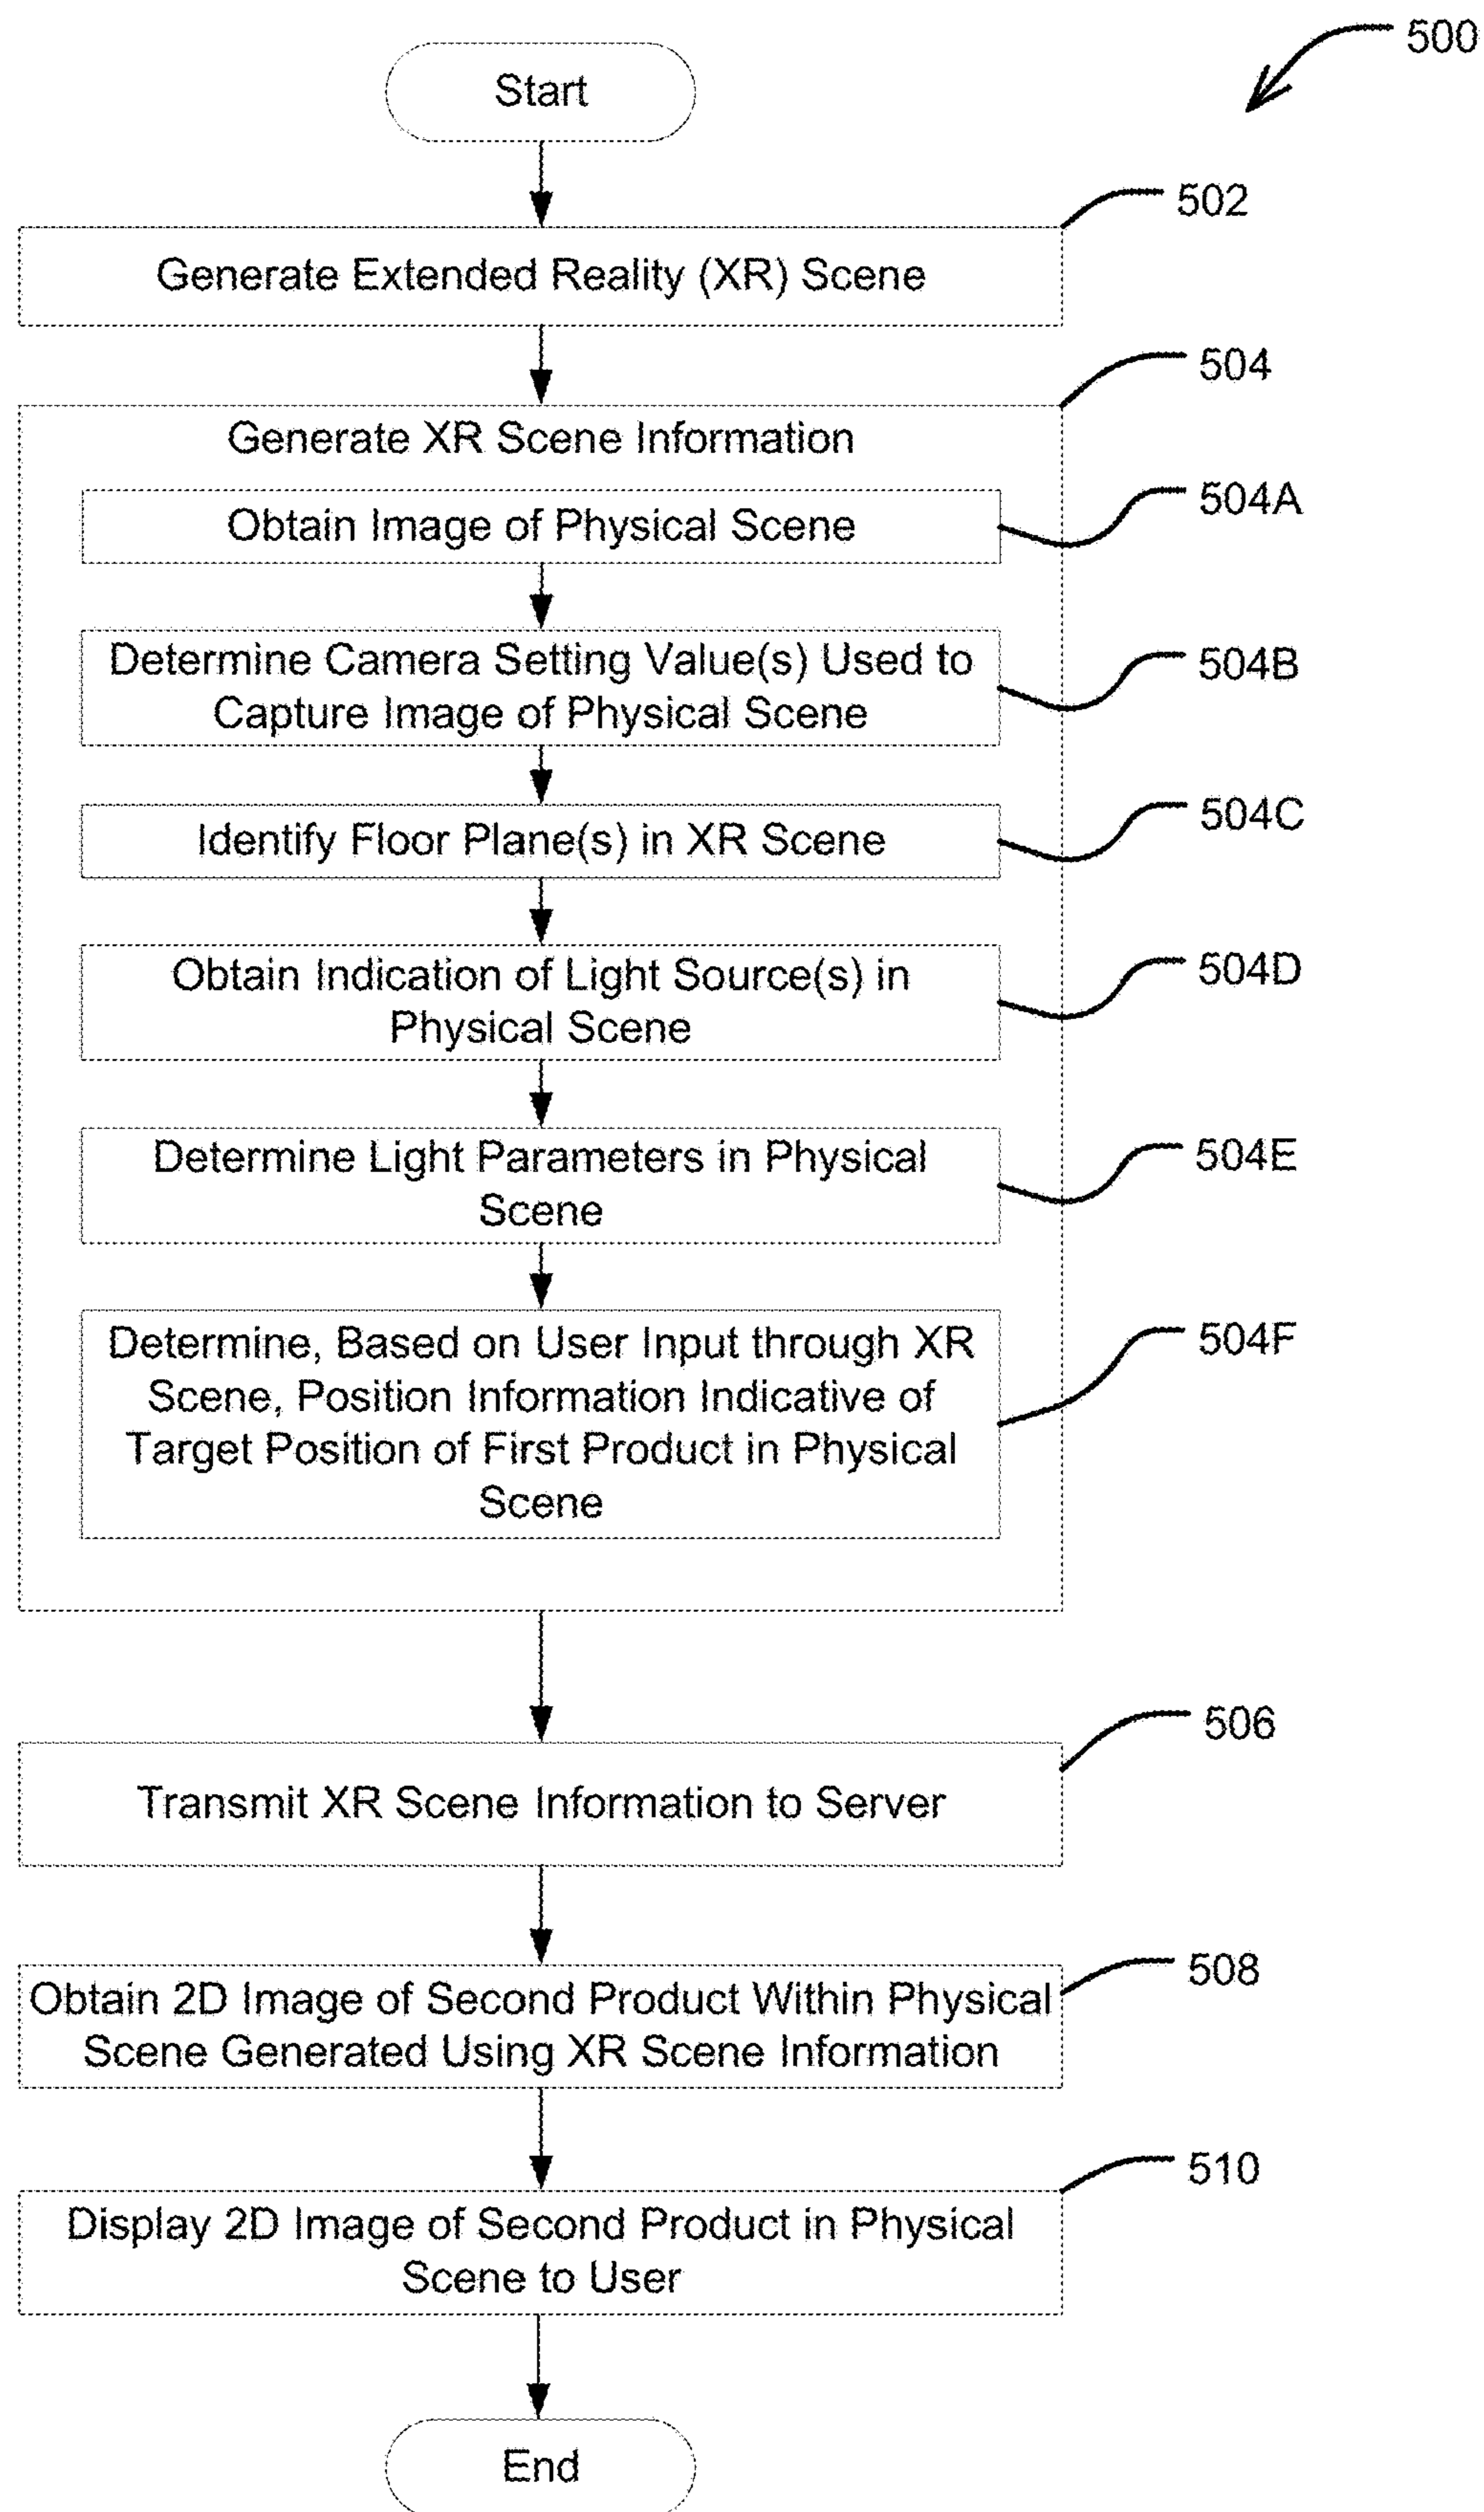 500
Start
502
Generate Extended Reality (XR) Scene
504
Generate XR Scene Information
504A
Obtain Image of Physical Scene
504B
Determine Camera Setting Value(s) Used to
Capture Image of Physical Scene
504C
Identify Floor Plane(s) in XR Scene
504D
Obtain Indication of Light Source(s) in
Physical Scene
504E
Determine Light Parameters in Physical
Scene
504F
Determine, Based on User Input through XR
Scene, Position Information Indicative of
Target Position of First Product in Physical
Scene
506
Transmit XR Scene Information to Server
508
Obtain 2D Image of Second Product Within Physical
Scene Generated Using XR Scene Information
510
Display 2D Image of Second Product in Physical
Scene to User
End